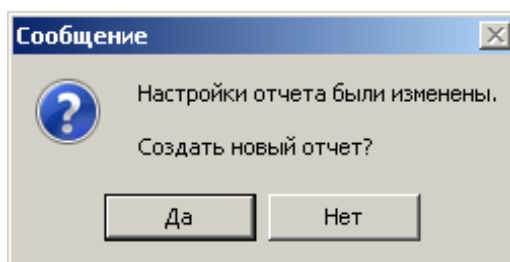 Сообщение
Настройки отчета были изменены.
Создать новый отчет?
Да
Нет